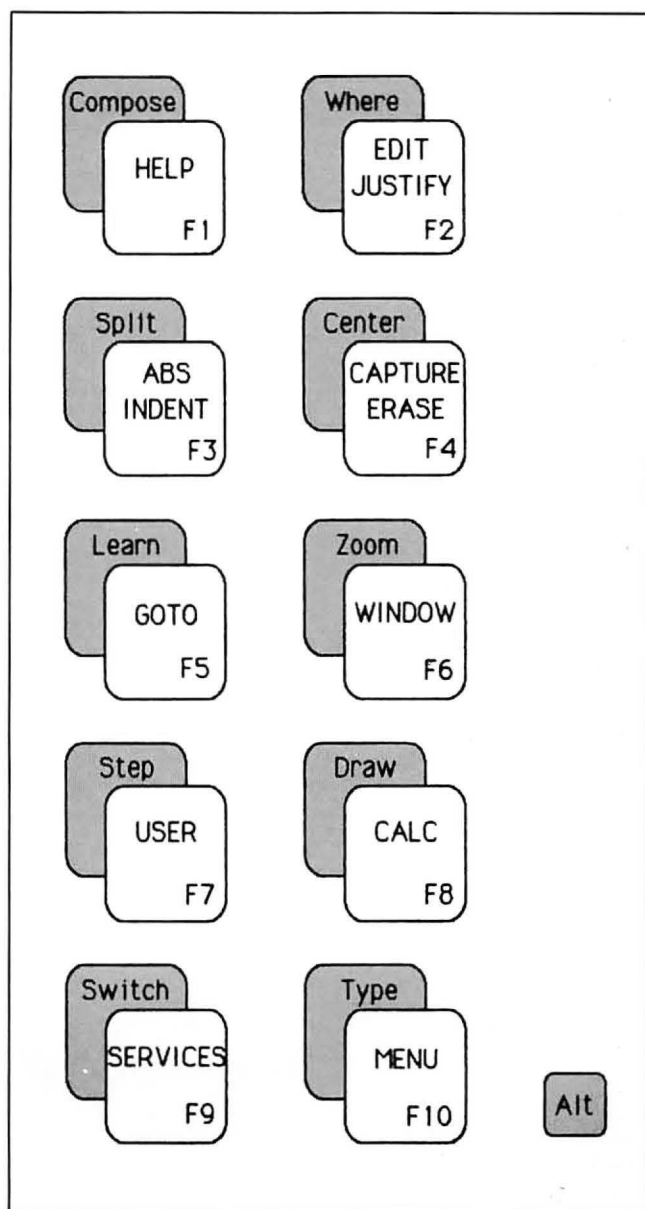 Compose
HELP
F1
Where
EDIT
JUSTIFY
F2
Split
ABS
INDENT
F3
Center
CAPTURE
ERASE
F4
Learn
GOTO
F5
Zoom
WINDOW
F6
Step
USER
F7
Draw
CALC
F8
Switch
SERVICES
F9
Type
MENU
F10
Alt